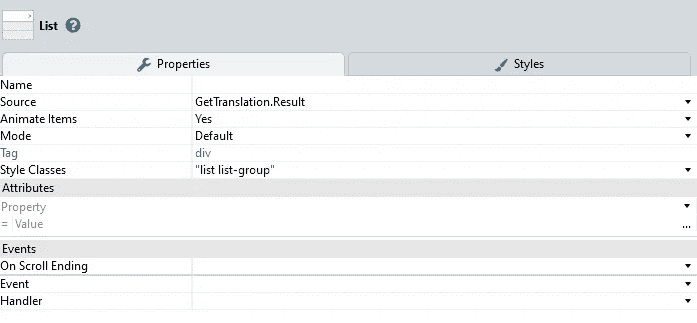 List ?
Properties Styles
Name
Source GetTranslation.Result
Animate Items Yes
Mode Default
Tag div
Style Classes "list list-group"
Attributes
Property
= Value ...
Events
On Scroll Ending
Event
Handler